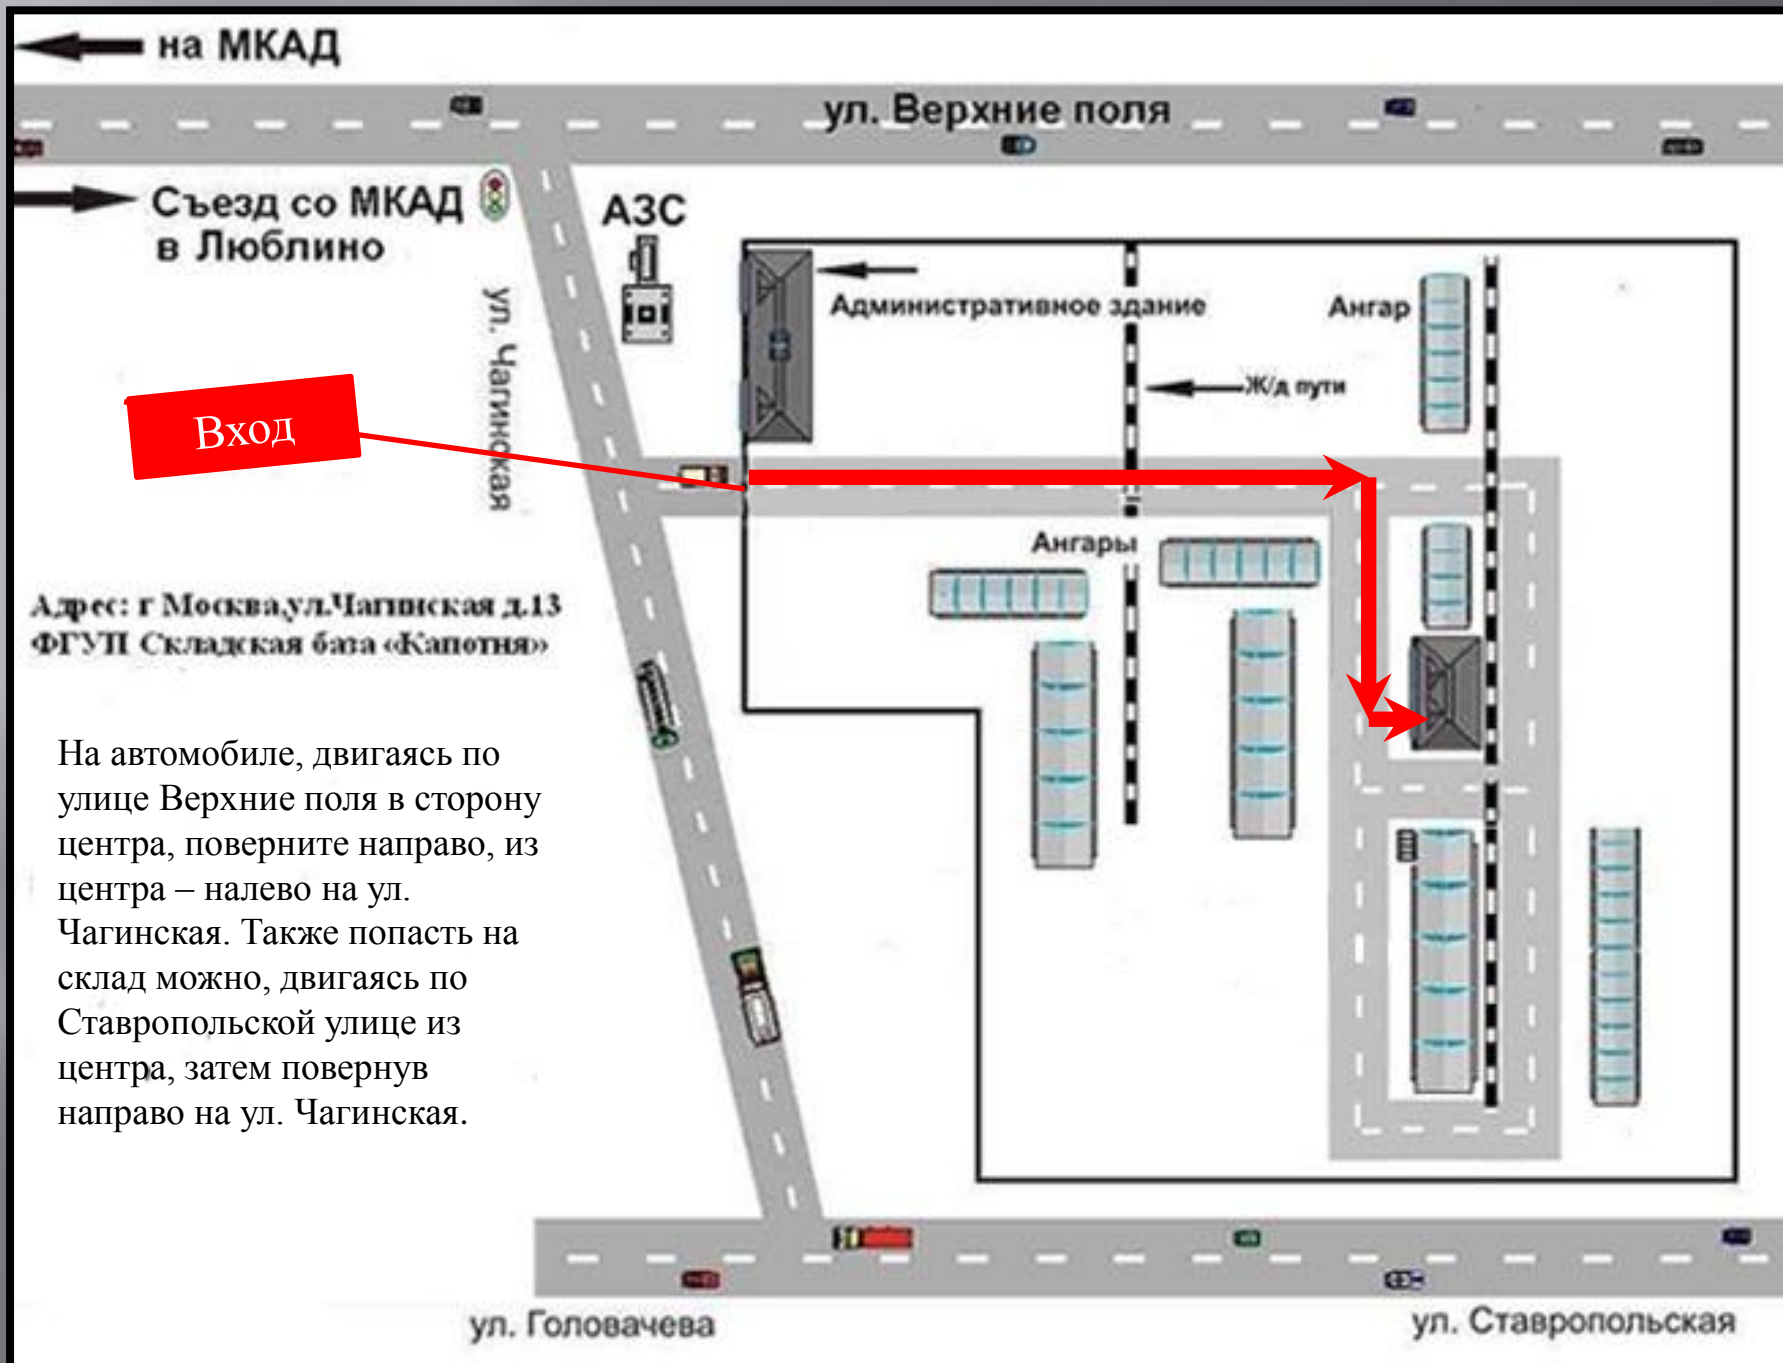 на МКАД
ул. Верхние поля
Съезд со МКАД
в Люблино
АЗС
ул. Чагинская
Административное здание
Ангар
Ж/д пути
Вход
Ангары
Адрес: г Москва,ул.Чагинская д.13
ФГУП Складская база «Капотня»
На автомобиле, двигаясь по
улице Верхние поля в сторону
центра, поверните направо, из
центра – налево на ул.
Чагинская. Также попасть на
склад можно, двигаясь по
Ставропольской улице из
центра, затем повернув
направо на ул. Чагинская.
ул. Головачева
ул. Ставропольская